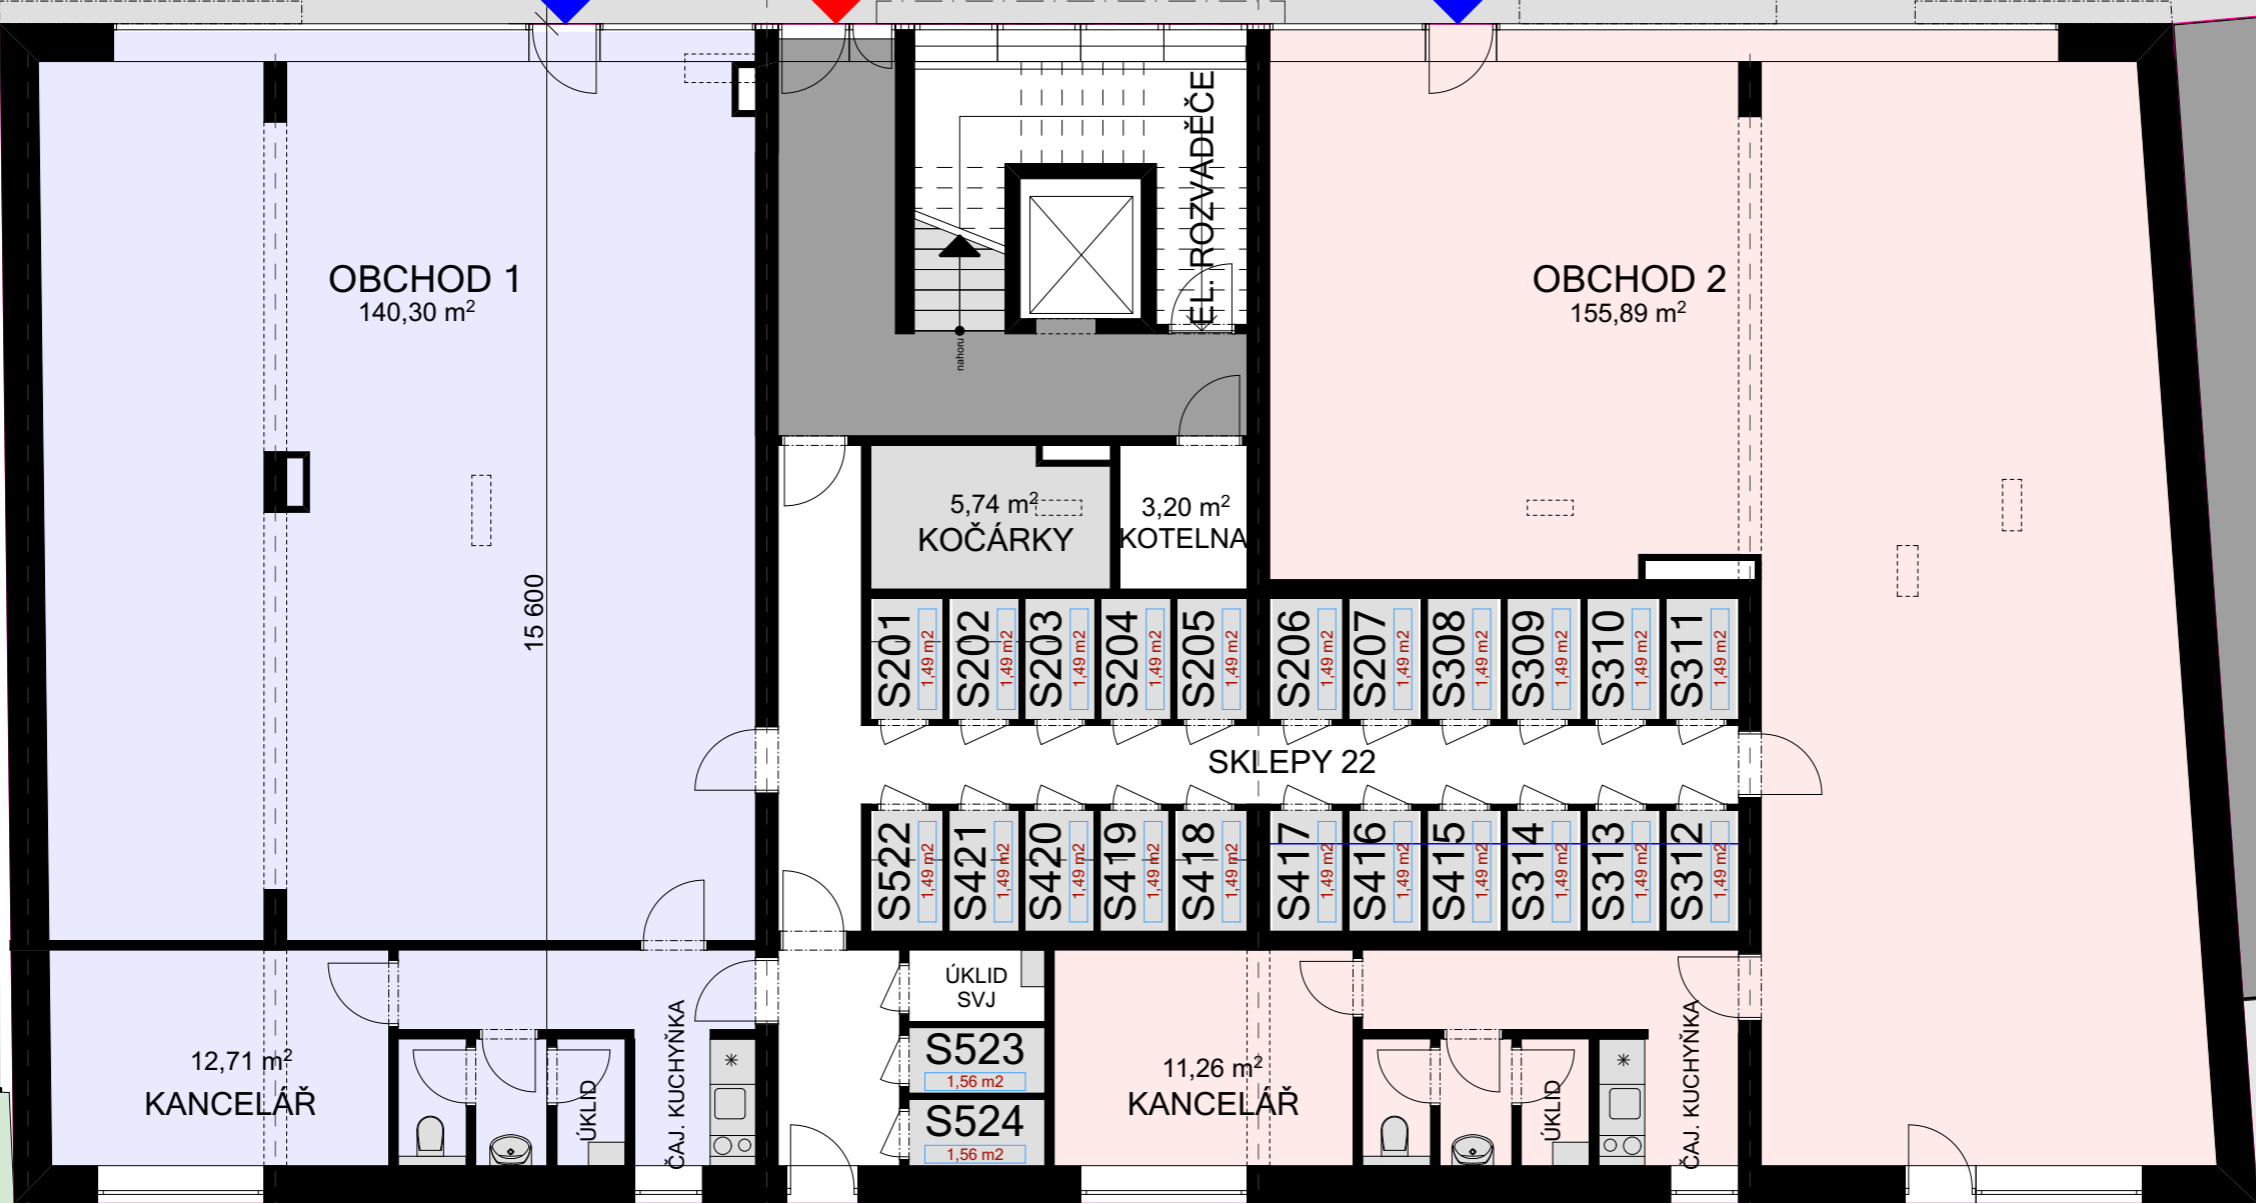 EL. ROZVADĚČE
OBCHOD 1
140,30 m²
OBCHOD 2
155,89 m²
nahoru
15 600
5,74 m²
KOČÁRKY
3,20 m²
KOTELNA
S201
1,49 m2
S202
1,49 m2
S203
1,49 m2
S204
1,49 m2
S205
1,49 m2
S206
1,49 m2
S207
1,49 m2
S308
1,49 m2
S309
1,49 m2
S310
1,49 m2
S311
1,49 m2
SKLEPY 22
S522
1,49 m2
S421
1,49 m2
S420
1,49 m2
S419
1,49 m2
S418
1,49 m2
S417
1,49 m2
S416
1,49 m2
S415
1,49 m2
S314
1,49 m2
S313
1,49 m2
S312
1,49 m2
12,71 m²
KANCELÁŘ
ÚKLID
ČAJ. KUCHYŇKA
ÚKLID
SVJ
S523
1,56 m2
S524
1,56 m2
11,26 m²
KANCELÁŘ
ÚKLID
ČAJ. KUCHYŇKA